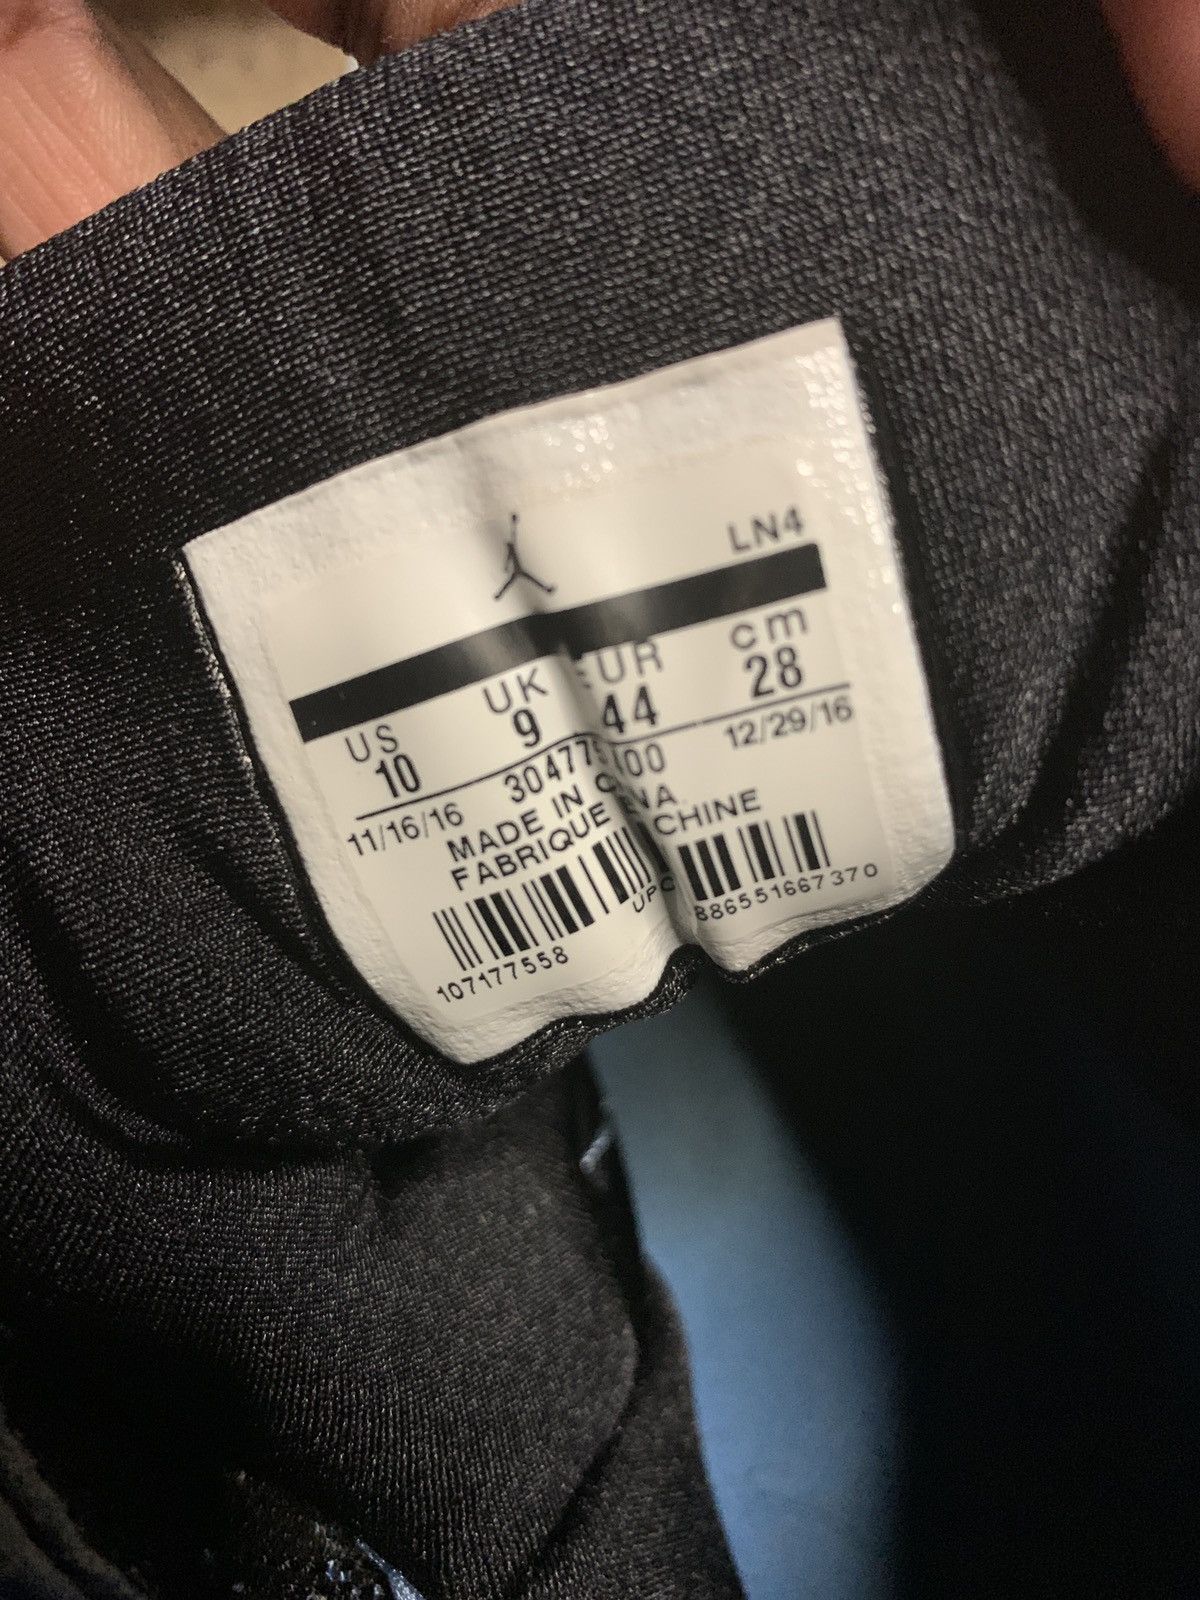 LN4
US UK EUR cm
10 9 44 28
11/16/16 12/29/16
MADE IN
FABRIQUE CHINE
UPC
107177558 886551667370